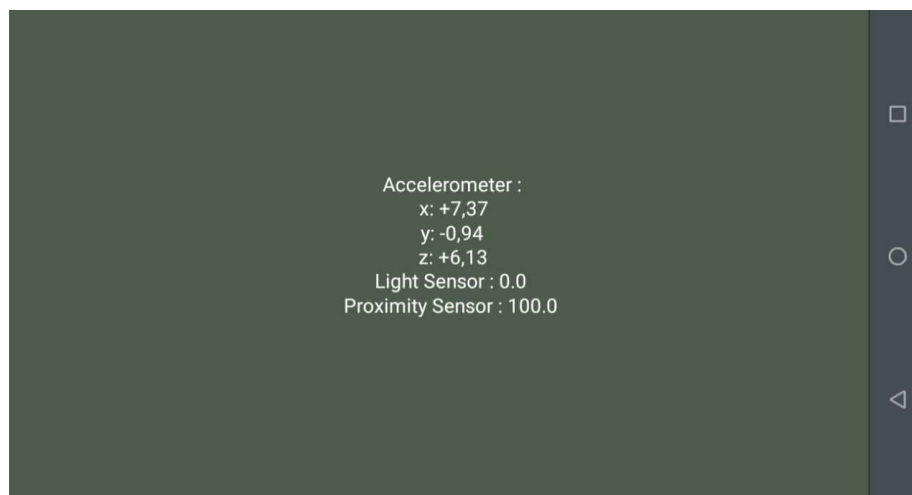 Accelerometer :
x: +7,37
y: -0,94
z: +6,13
Light Sensor : 0.0
Proximity Sensor : 100.0